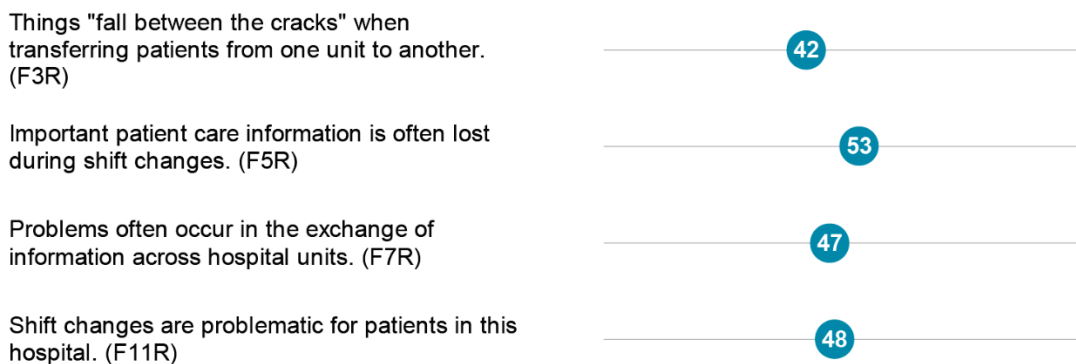 Things "fall between the cracks" when
transferring patients from one unit to another.
(F3R)
42
Important patient care information is often lost
during shift changes. (F5R)
53
Problems often occur in the exchange of
information across hospital units. (F7R)
47
Shift changes are problematic for patients in this
hospital. (F11R)
48